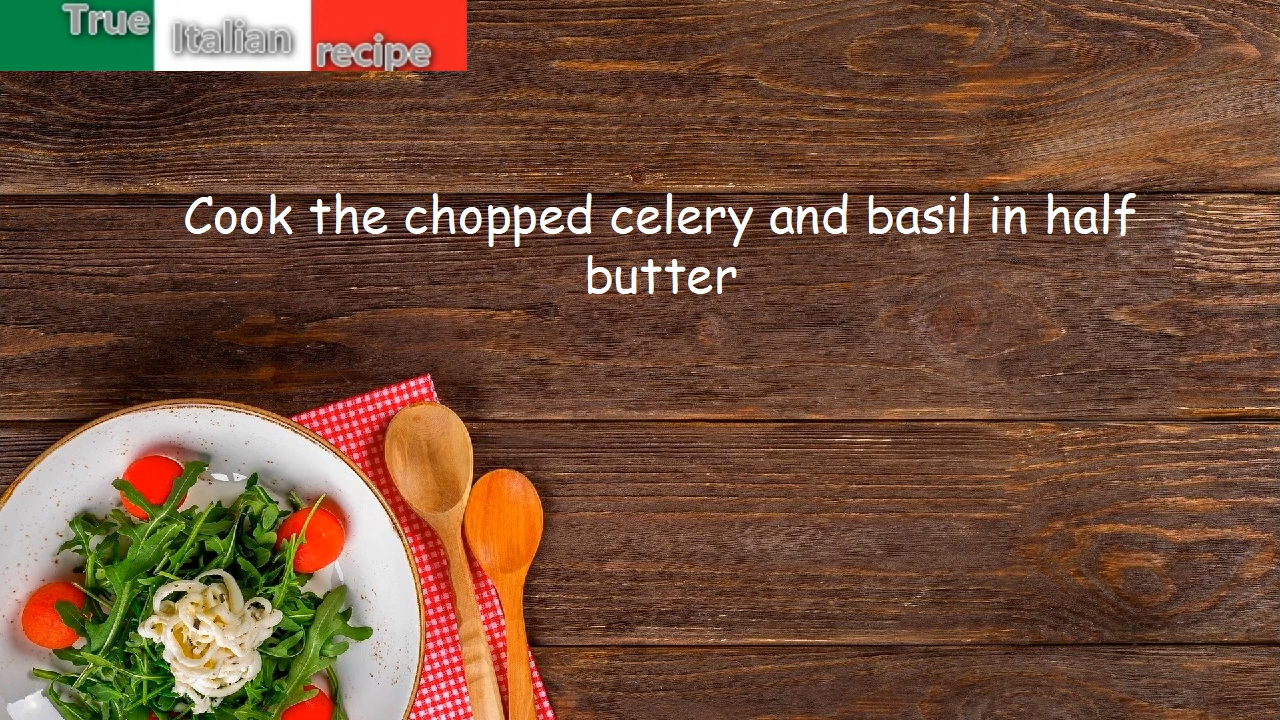 True
Italian
recipe
Cook the chopped celery and basil in half
butter